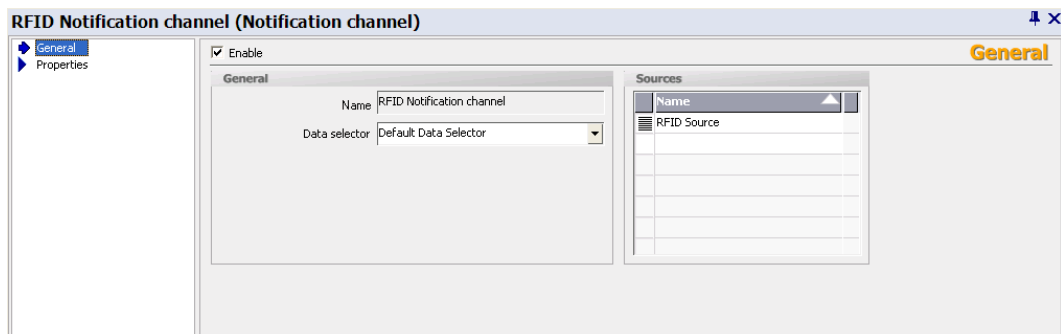 RFID Notification channel (Notification channel)
General
Properties
Enable
General
General
Name RFID Notification channel
Data selector Default Data Selector
Sources
Name
RFID Source